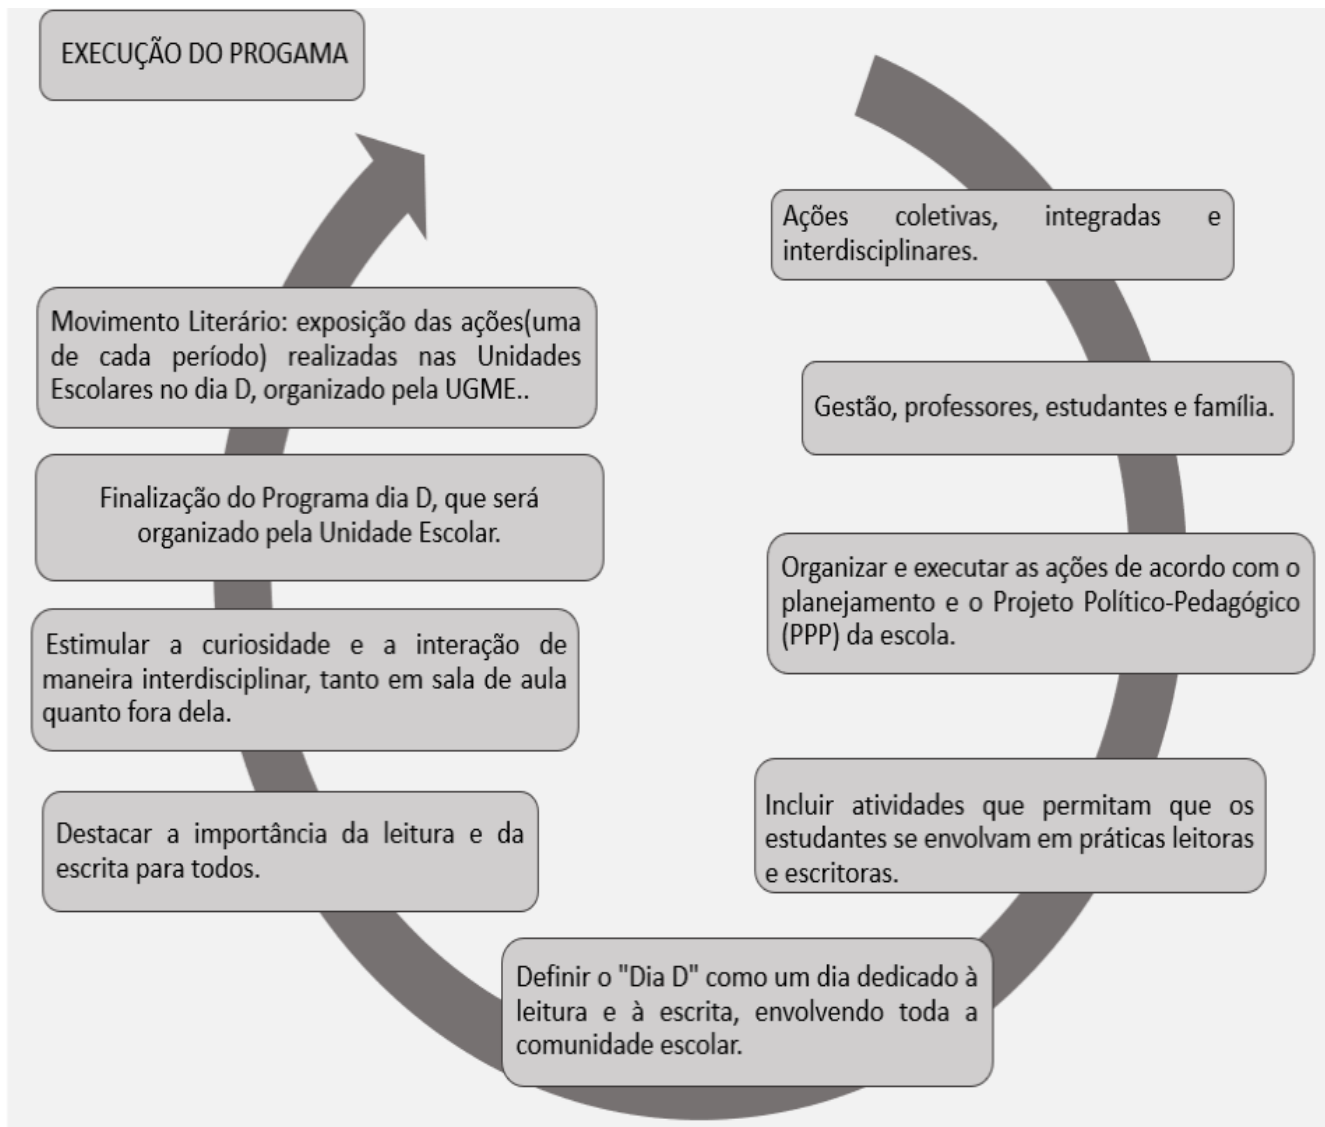 EXECUÇÃO DO PROGAMA
Ações coletivas, integradas e
interdisciplinares.
Gestão, professores, estudantes e família.
Organizar e executar as ações de acordo com o
planejamento e o Projeto Político-Pedagógico
(PPP) da escola.
Incluir atividades que permitam que os
estudantes se envolvam em práticas leitoras
e escritoras.
Definir o "Dia D" como um dia dedicado à
leitura e à escrita, envolvendo toda a
comunidade escolar.
Destacar a importância da leitura e da
escrita para todos.
Estimular a curiosidade e a interação de
maneira interdisciplinar, tanto em sala de aula
quanto fora dela.
Finalização do Programa dia D, que será
organizado pela Unidade Escolar.
Movimento Literário: exposição das ações(uma
de cada período) realizadas nas Unidades
Escolares no dia D, organizado pela UGME..